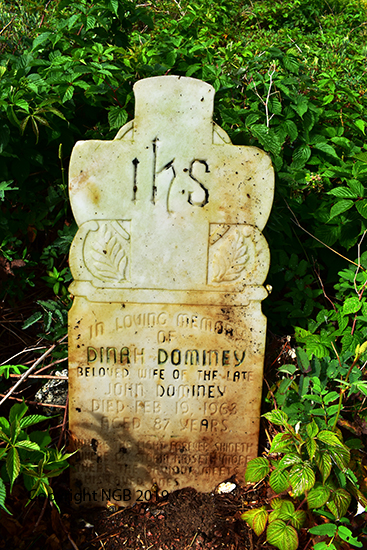 ihs
IN LOVING MEMORY
OF
DINAH DOMINEY
BELOVED WIFE OF THE LATE
JOHN DOMINEY
DIED FEB. 19. 1968
AGED 87 YEARS
Copyright NGB 2019